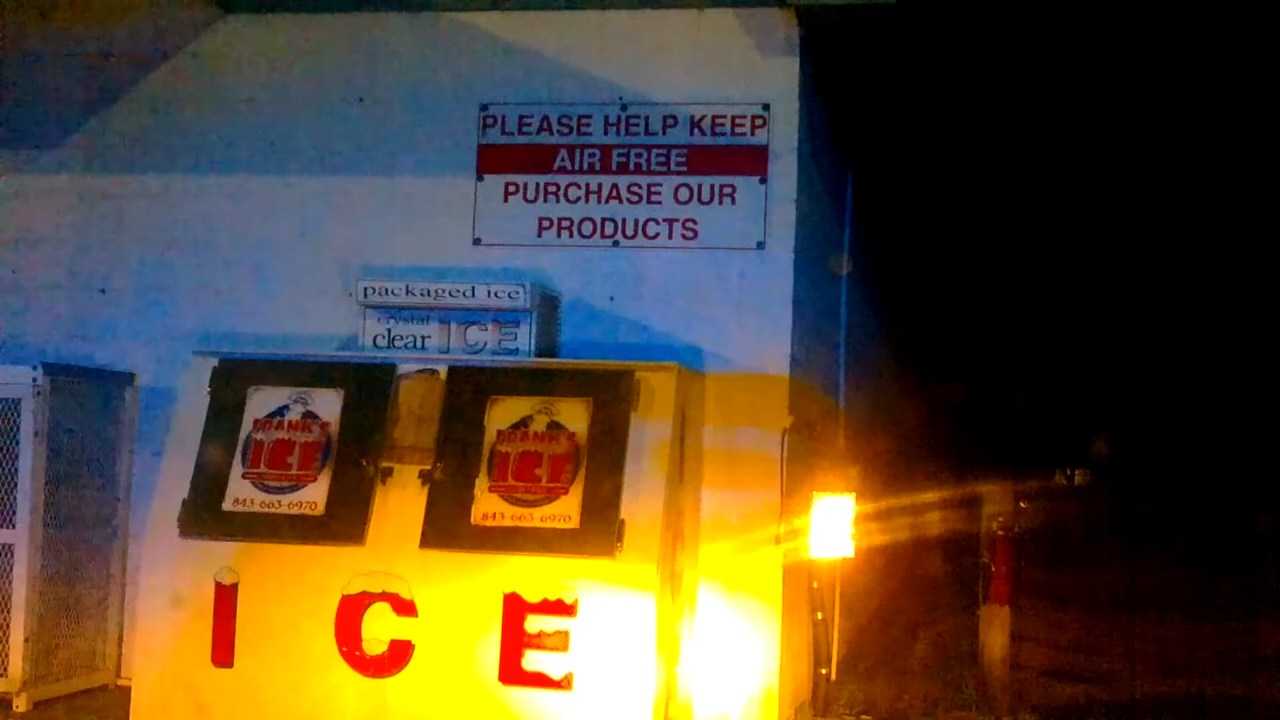 PLEASE HELP KEEP
AIR FREE
PURCHASE OUR
PRODUCTS
packaged ice
crystal
clear ICE
FRANK'S
ICE
843-663-6970
FRANK'S
ICE
843-663-6970
ICE